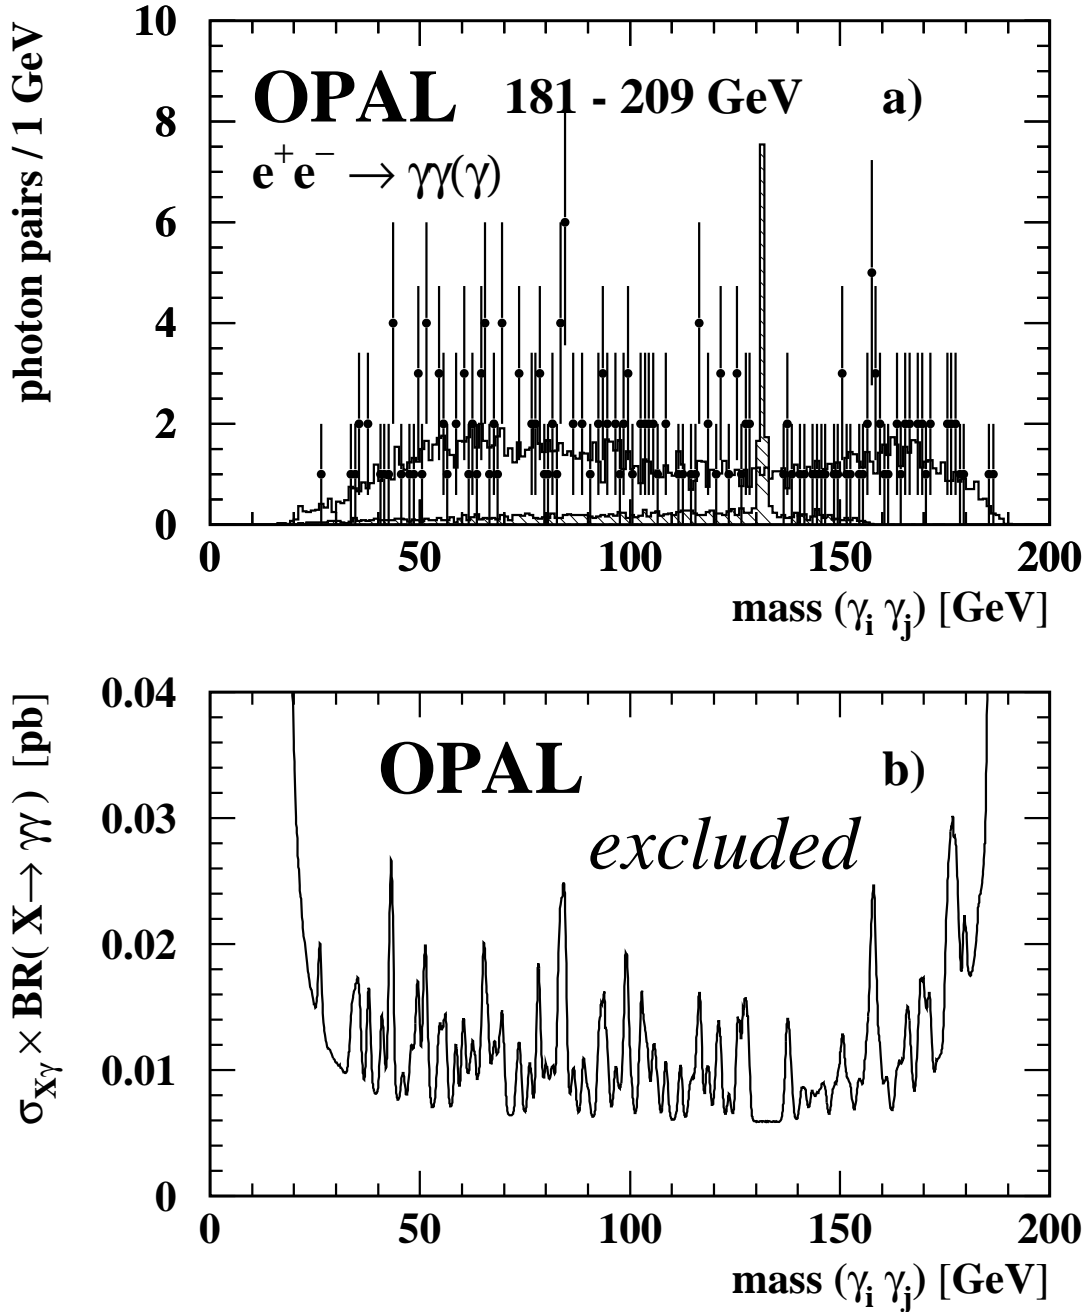 photon pairs / 1 GeV
10
8
6
4
2
0
OPAL 181 - 209 GeV a)
e⁺e⁻ → γγ(γ)
0 50 100 150 200
mass (γᵢ γⱼ) [GeV]
σ_Xγ × BR( X→ γγ ) [pb]
0.04
0.03
0.02
0.01
0
OPAL b)
excluded
0 50 100 150 200
mass (γᵢ γⱼ) [GeV]